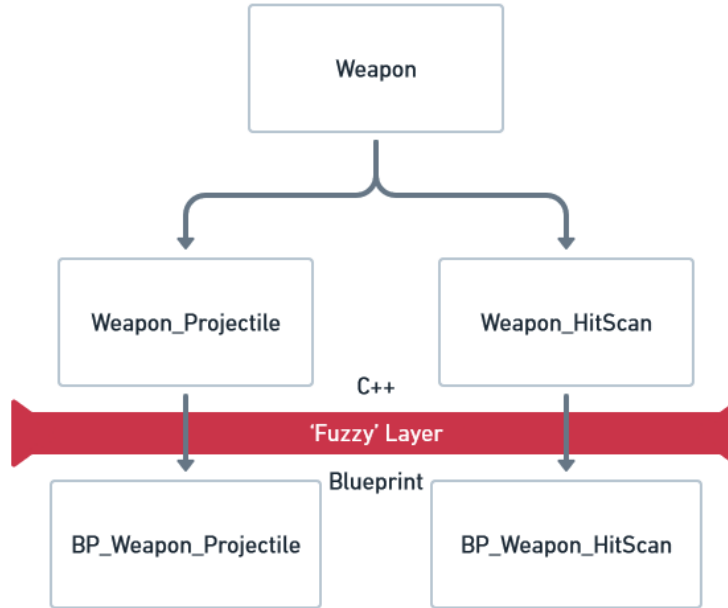 Weapon
Weapon_Projectile
Weapon_HitScan
C++
‘Fuzzy’ Layer
Blueprint
BP_Weapon_Projectile
BP_Weapon_HitScan